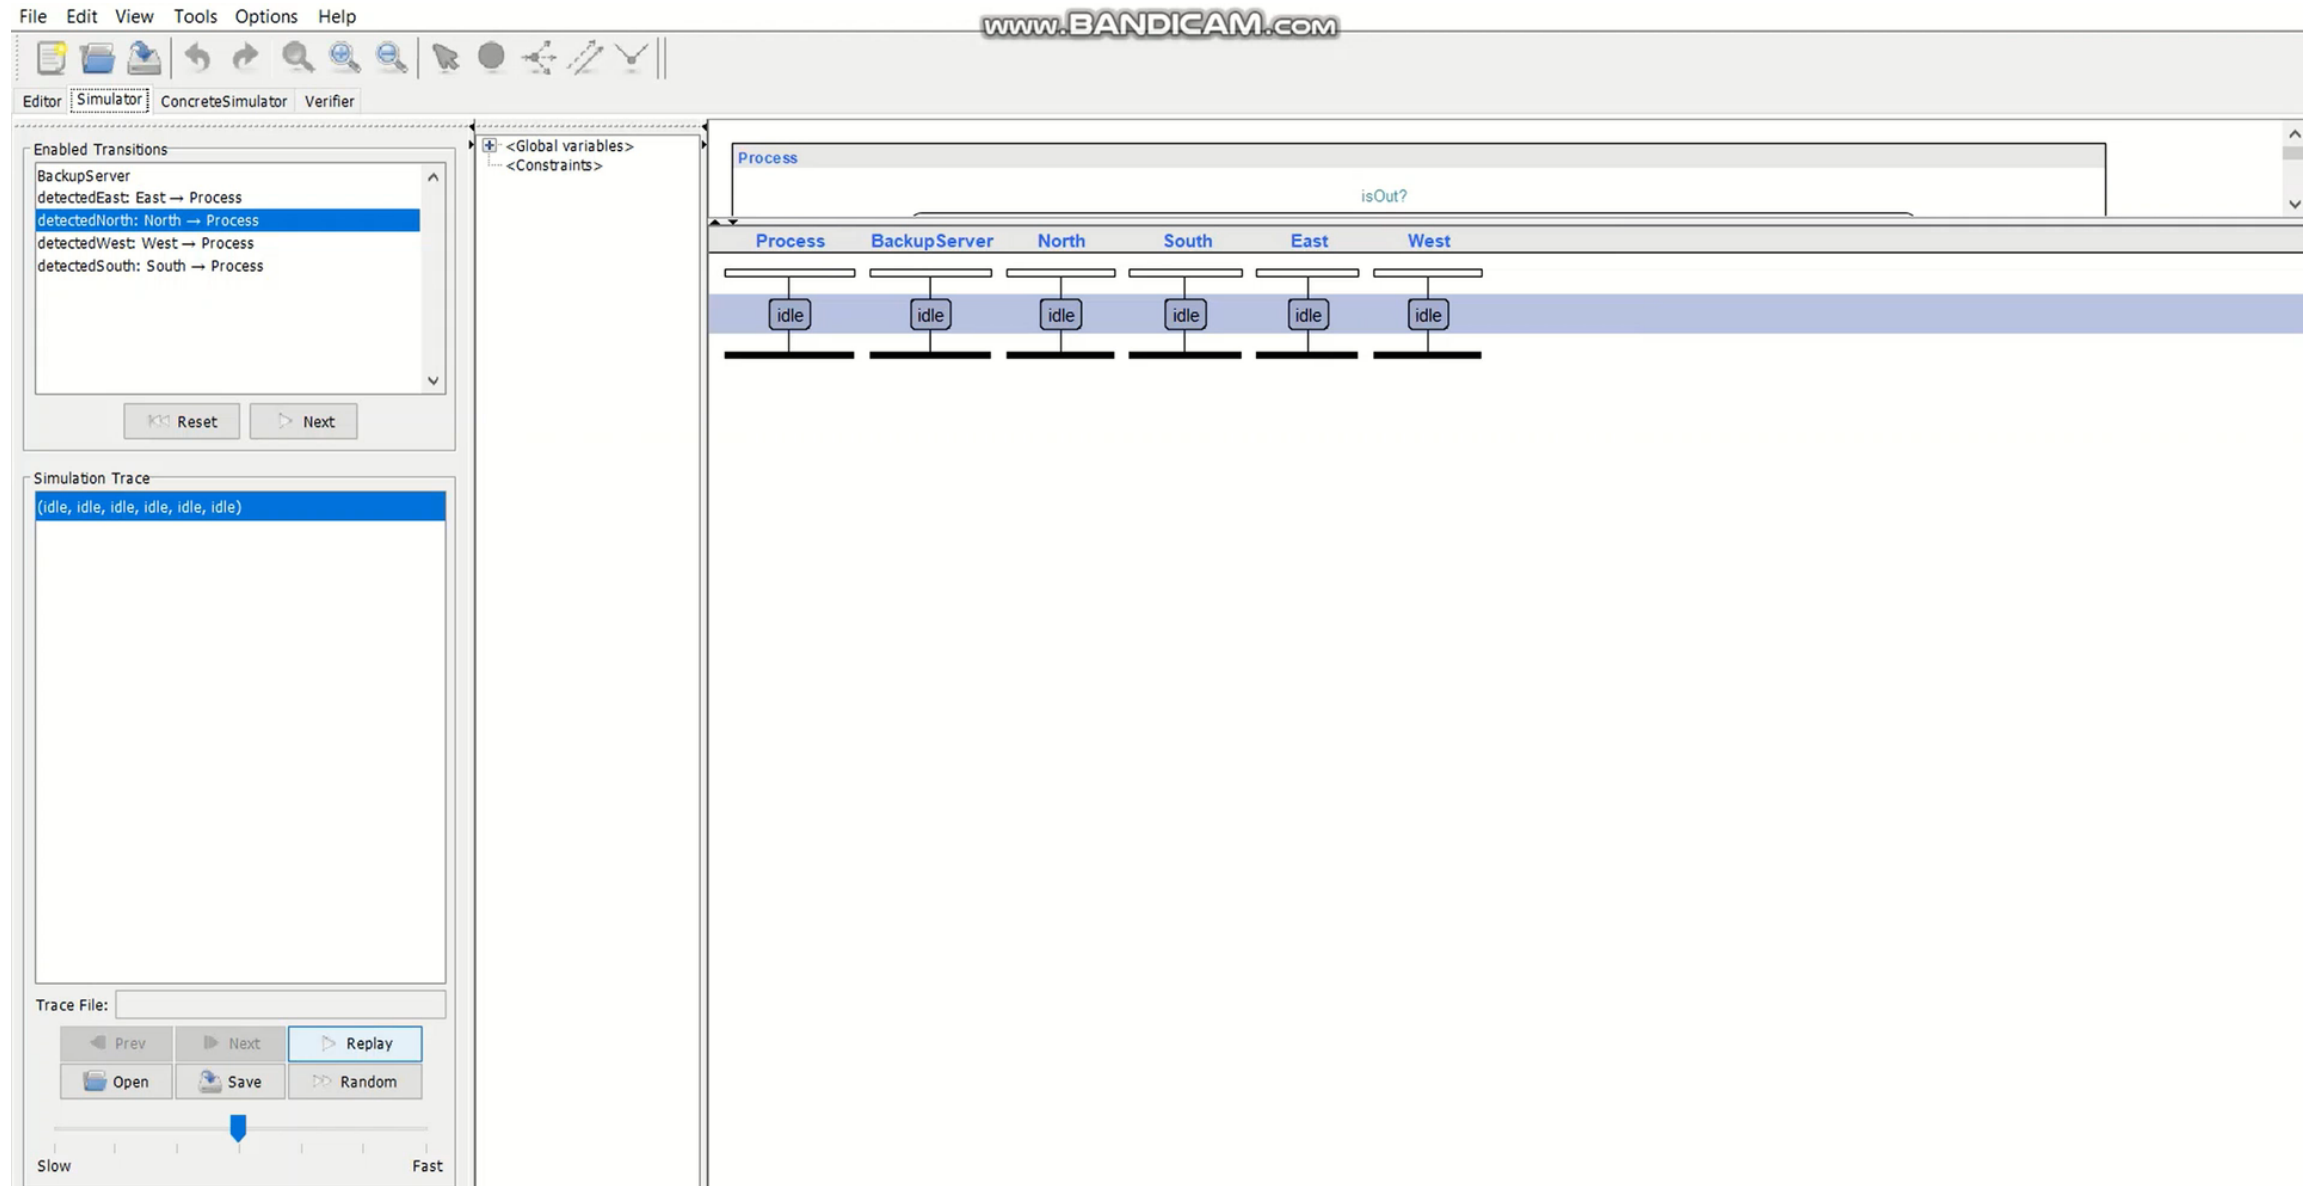 File Edit View Tools Options Help
www.BANDICAM.com
Editor Simulator ConcreteSimulator Verifier
Enabled Transitions
BackupServer
detectedEast: East → Process
detectedNorth: North → Process
detectedWest: West → Process
detectedSouth: South → Process
Reset Next
Simulation Trace
(idle, idle, idle, idle, idle, idle)
Trace File:
Prev Next Replay
Open Save Random
Slow Fast
<Global variables>
<Constraints>
Process
isOut?
Process BackupServer North South East West
idle idle idle idle idle idle